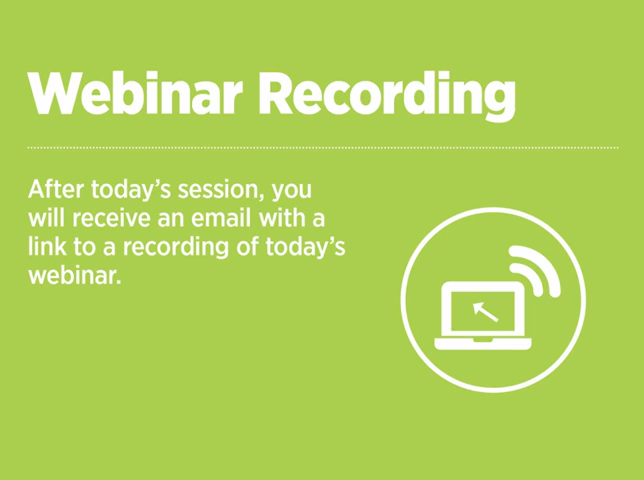 Webinar Recording
After today’s session, you
will receive an email with a
link to a recording of today’s
webinar.